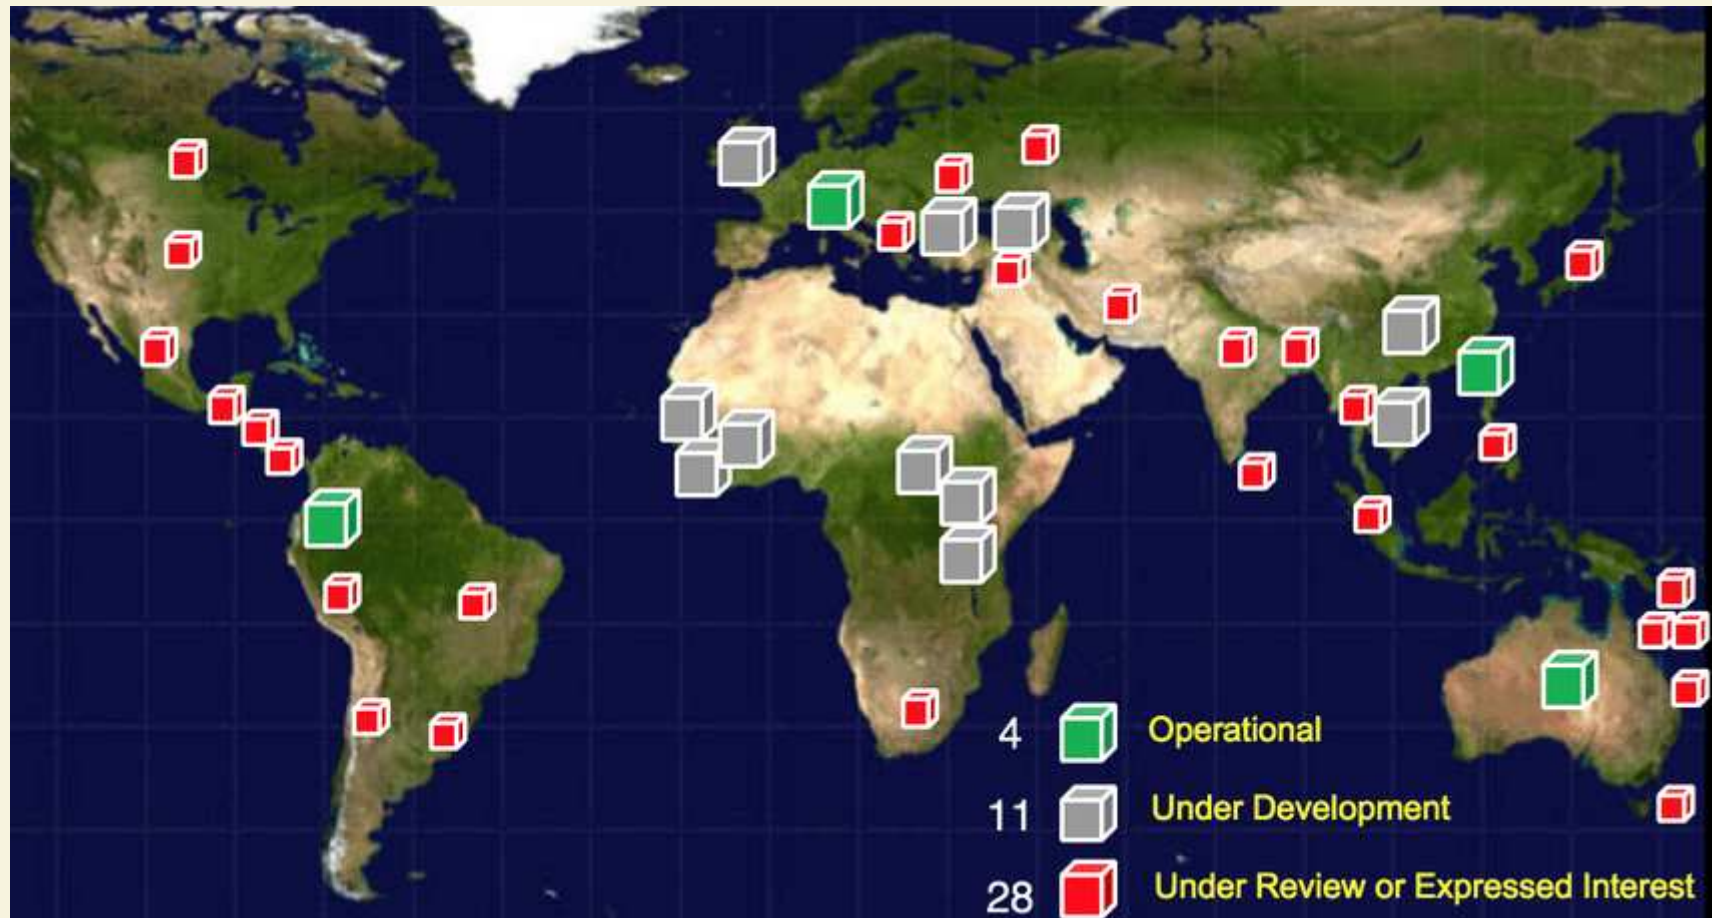 4 Operational
11 Under Development
28 Under Review or Expressed Interest